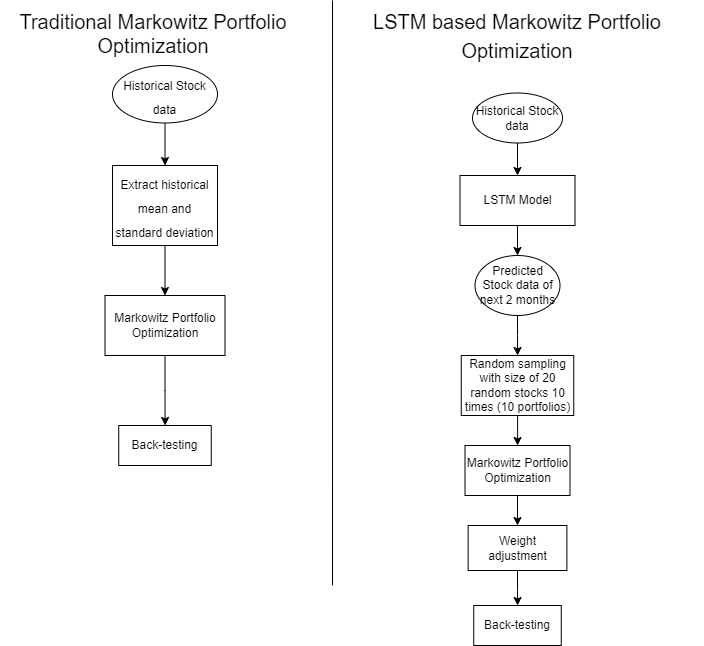 Traditional Markowitz Portfolio
Optimization
Historical Stock
data
Extract historical
mean and
standard deviation
Markowitz Portfolio
Optimization
Back-testing
LSTM based Markowitz Portfolio
Optimization
Historical Stock
data
LSTM Model
Predicted
Stock data of
next 2 months
Random sampling
with size of 20
random stocks 10
times (10 portfolios)
Markowitz Portfolio
Optimization
Weight
adjustment
Back-testing